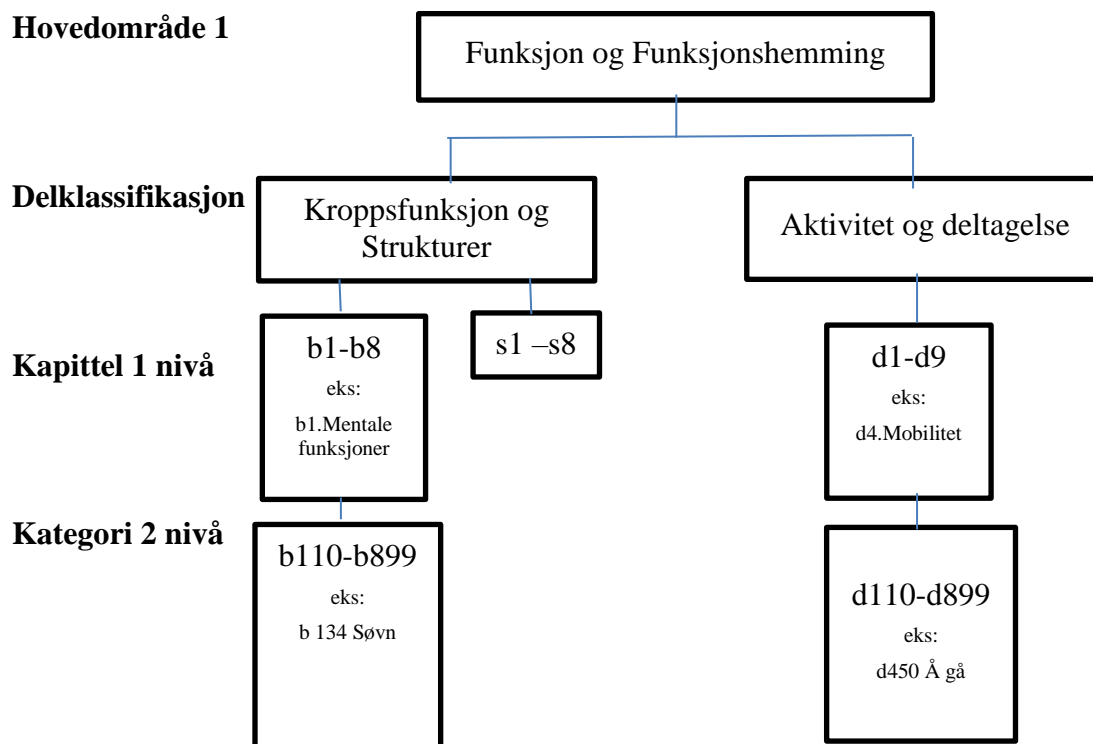 Hovedområde 1
Funksjon og Funksjonshemming
Delklassifikasjon
Kroppsfunksjon og
Strukturer
Aktivitet og deltagelse
Kapittel 1 nivå
b1-b8
eks:
b1.Mentale
funksjoner
s1 –s8
d1-d9
eks:
d4.Mobilitet
Kategori 2 nivå
b110-b899
eks:
b 134 Søvn
d110-d899
eks:
d450 Å gå